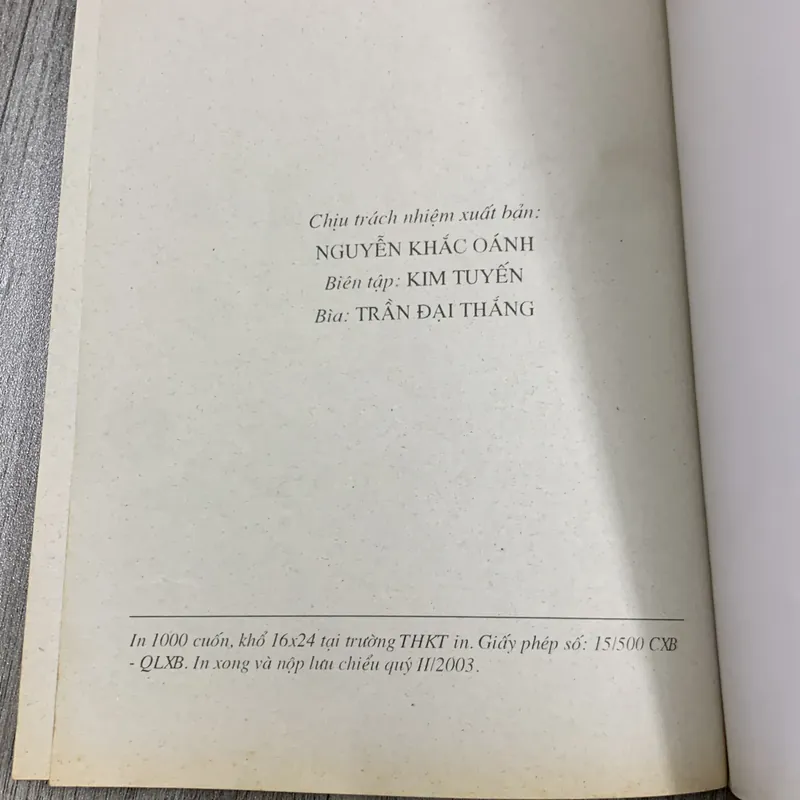 Chịu trách nhiệm xuất bản:
NGUYỄN KHẮC OÁNH
Biên tập: KIM TUYẾN
Bìa: TRẦN ĐẠI THẮNG
In 1000 cuốn, khổ 16x24 tại trường THKT in. Giấy phép số: 15/500 CXB
- QLXB. In xong và nộp lưu chiểu quý II/2003.